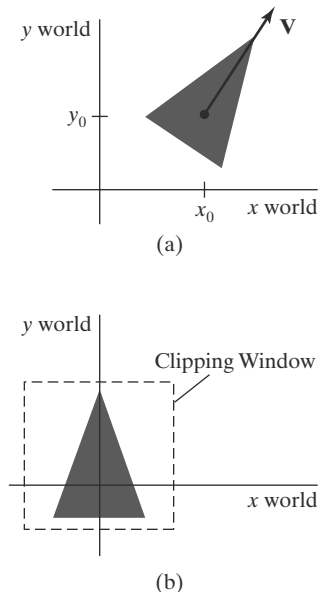 y world
V
y₀
x₀
x world
(a)
y world
Clipping Window
x world
(b)